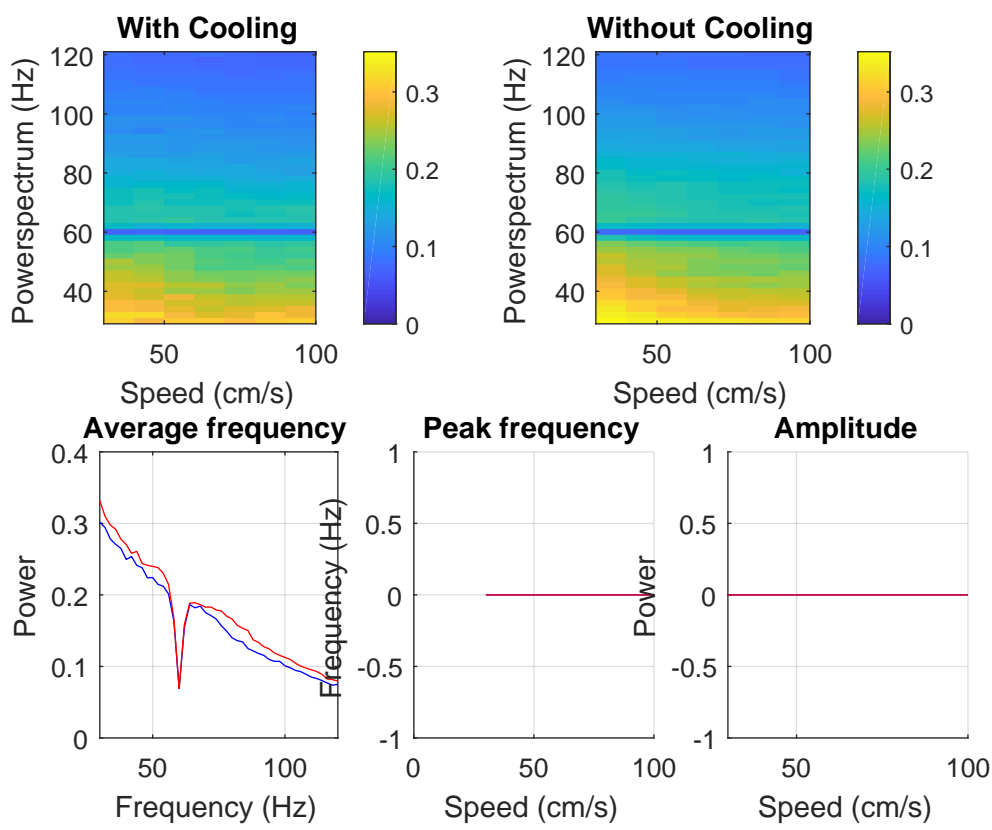 With Cooling
Without Cooling
Powerspectrum (Hz)
120
100
80
60
40
50
100
Speed (cm/s)
0.3
0.2
0.1
0
Powerspectrum (Hz)
120
100
80
60
40
50
100
Speed (cm/s)
0.3
0.2
0.1
0
Average frequency
Power
0.4
0.3
0.2
0.1
0
50
100
Frequency (Hz)
Peak frequency
Frequency (Hz)
1
0.5
0
-0.5
-1
0
50
100
Speed (cm/s)
Amplitude
Power
1
0.5
0
-0.5
-1
50
100
Speed (cm/s)